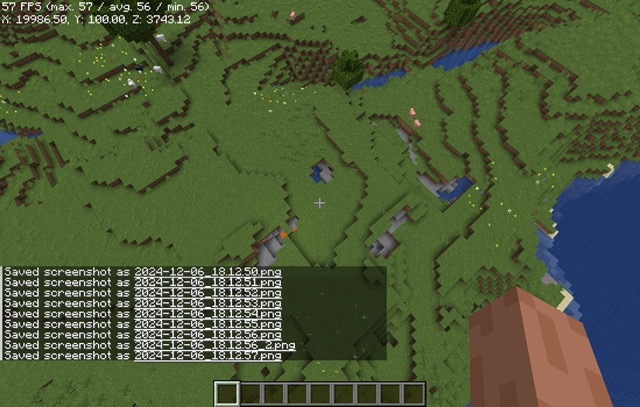 57 FPS (max. 57 / avg. 56 / min. 56)
X: 19986.50, Y: 100.00, Z: 3743.12
Saved screenshot as 2024-12-06_18.12.50.png
Saved screenshot as 2024-12-06_18.12.51.png
Saved screenshot as 2024-12-06_18.12.52.png
Saved screenshot as 2024-12-06_18.12.53.png
Saved screenshot as 2024-12-06_18.12.54.png
Saved screenshot as 2024-12-06_18.12.55.png
Saved screenshot as 2024-12-06_18.12.56.png
Saved screenshot as 2024-12-06_18.12.56_2.png
Saved screenshot as 2024-12-06_18.12.57.png